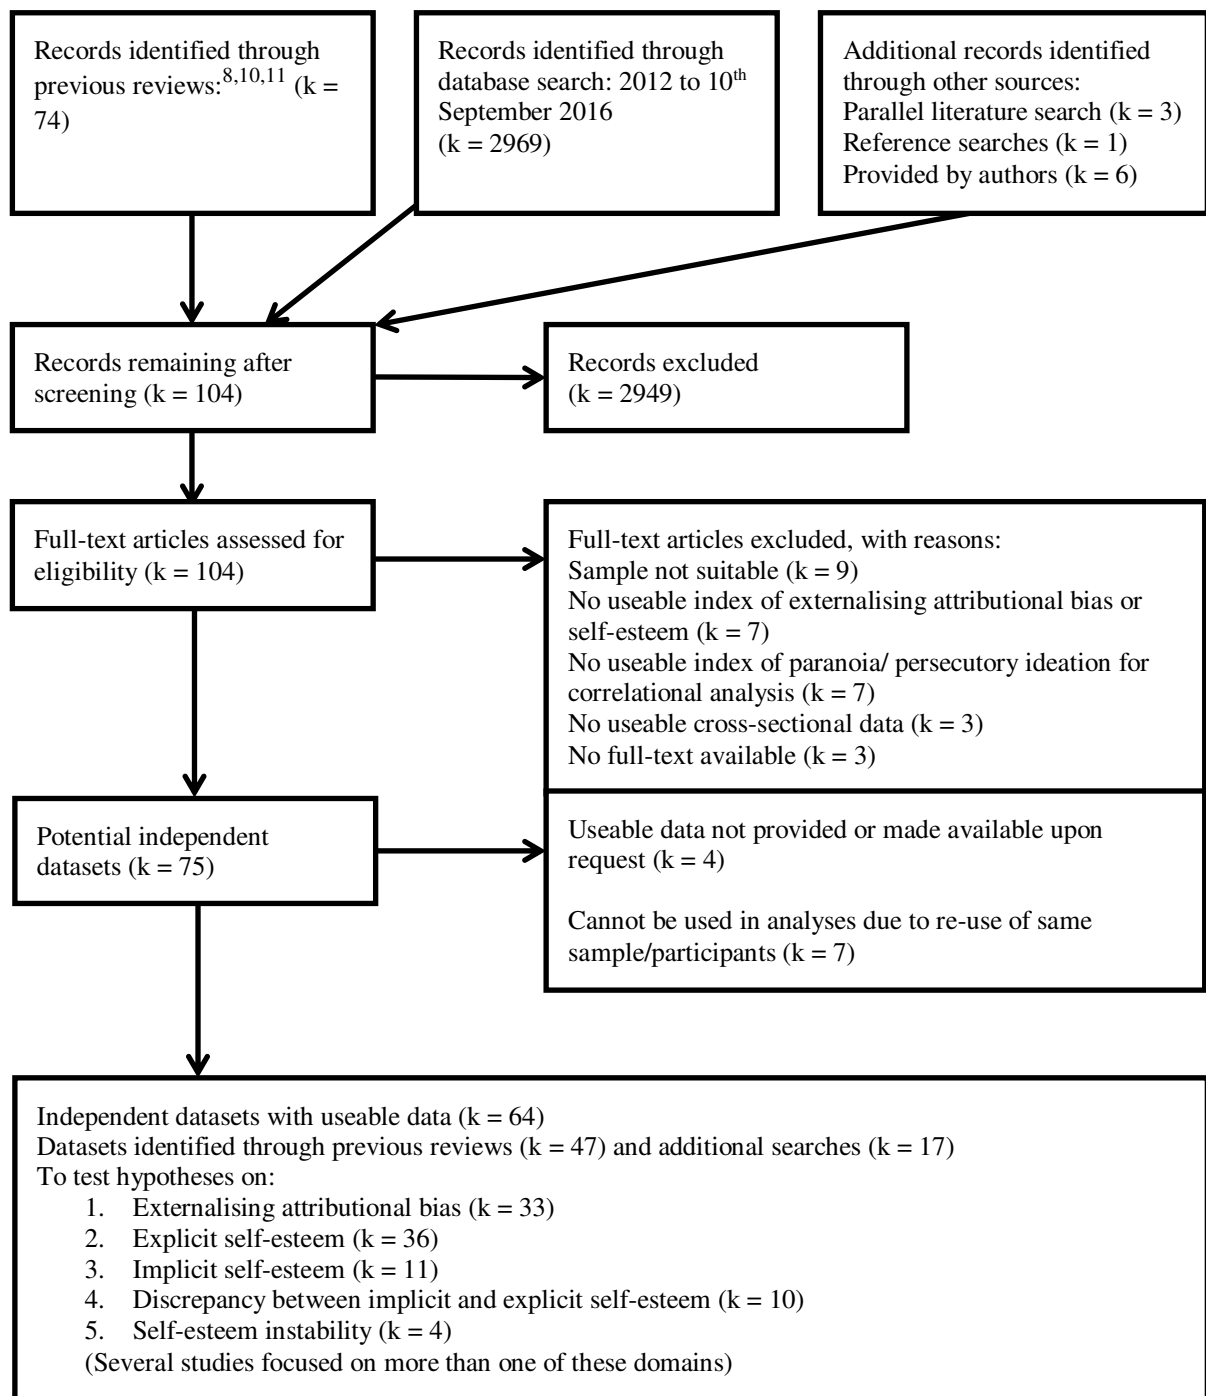 Records identified through
previous reviews:8,10,11 (k =
74)
Records identified through
database search: 2012 to 10th
September 2016
(k = 2969)
Additional records identified
through other sources:
Parallel literature search (k = 3)
Reference searches (k = 1)
Provided by authors (k = 6)
Records remaining after
screening (k = 104)
Records excluded
(k = 2949)
Full-text articles assessed for
eligibility (k = 104)
Full-text articles excluded, with reasons:
Sample not suitable (k = 9)
No useable index of externalising attributional bias or
self-esteem (k = 7)
No useable index of paranoia/ persecutory ideation for
correlational analysis (k = 7)
No useable cross-sectional data (k = 3)
No full-text available (k = 3)
Potential independent
datasets (k = 75)
Useable data not provided or made available upon
request (k = 4)
Cannot be used in analyses due to re-use of same
sample/participants (k = 7)
Independent datasets with useable data (k = 64)
Datasets identified through previous reviews (k = 47) and additional searches (k = 17)
To test hypotheses on:
1. Externalising attributional bias (k = 33)
2. Explicit self-esteem (k = 36)
3. Implicit self-esteem (k = 11)
4. Discrepancy between implicit and explicit self-esteem (k = 10)
5. Self-esteem instability (k = 4)
(Several studies focused on more than one of these domains)